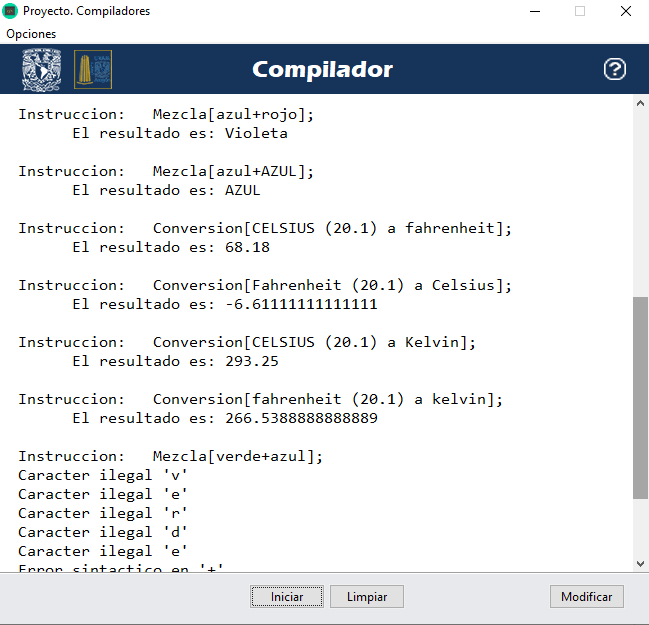 Proyecto. Compiladores
Opciones
Compilador
Instruccion:   Mezcla[azul+rojo];
El resultado es: Violeta
Instruccion:   Mezcla[azul+AZUL];
El resultado es: AZUL
Instruccion:   Conversion[CELSIUS (20.1) a fahrenheit];
El resultado es: 68.18
Instruccion:   Conversion[Fahrenheit (20.1) a Celsius];
El resultado es: -6.61111111111111
Instruccion:   Conversion[CELSIUS (20.1) a Kelvin];
El resultado es: 293.25
Instruccion:   Conversion[fahrenheit (20.1) a kelvin];
El resultado es: 266.5388888888889
Instruccion:   Mezcla[verde+azul];
Caracter ilegal 'v'
Caracter ilegal 'e'
Caracter ilegal 'r'
Caracter ilegal 'd'
Caracter ilegal 'e'
Error sintactico en '+'
Iniciar
Limpiar
Modificar